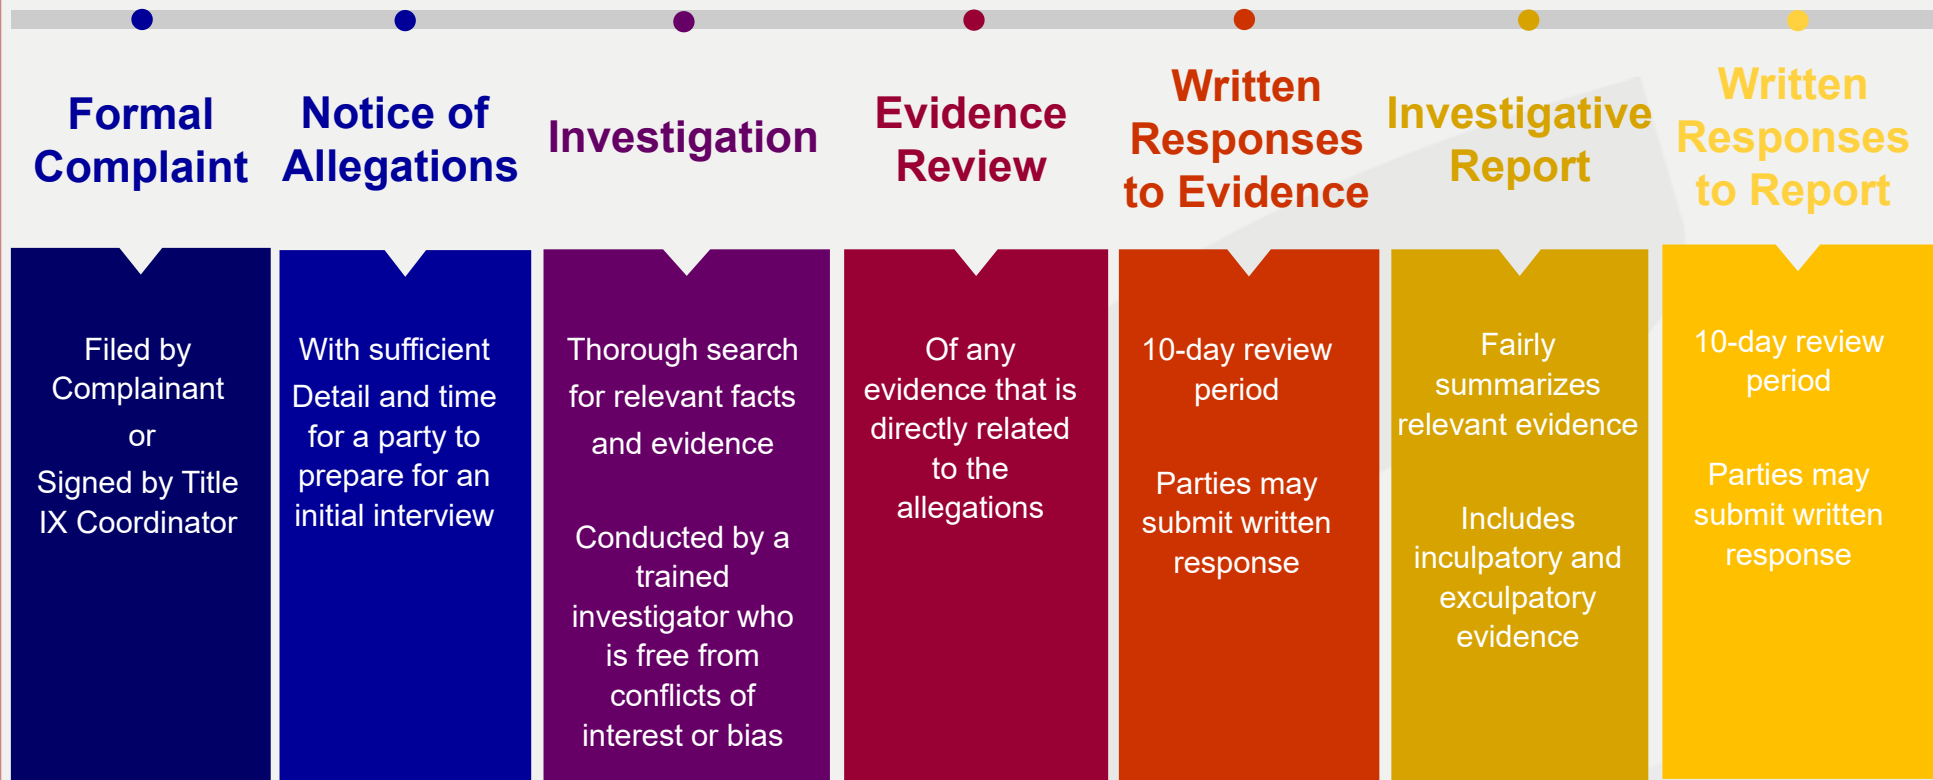 Formal
Complaint
Filed by
Complainant
or
Signed by Title
IX Coordinator
Notice of
Allegations
With sufficient
Detail and time
for a party to
prepare for an
initial interview
Investigation
Thorough search
for relevant facts
and evidence
Conducted by a
trained
investigator who
is free from
conflicts of
interest or bias
Evidence
Review
Of any
evidence that is
directly related
to the
allegations
Written
Responses
to Evidence
10-day review
period
Parties may
submit written
response
Investigative
Report
Fairly
summarizes
relevant evidence
Includes
inculpatory and
exculpatory
evidence
Written
Responses
to Report
10-day review
period
Parties may
submit written
response